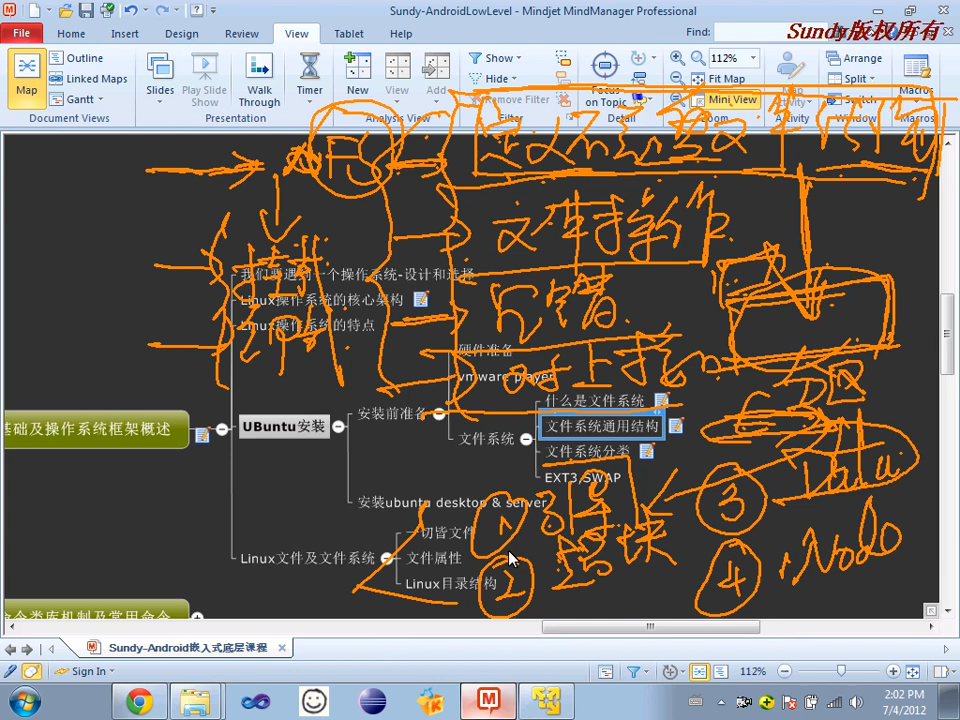 Sundy-AndroidLowLevel - Mindjet MindManager Professional
File Home Insert Design Review View Tablet Help Find:
Sundy版权所有
Map
Outline
Linked Maps
Gantt
Slides
Play Slide Show
Walk Through
Timer
New
View
Add
Show
Hide
Remove Filter
Focus on Topic
112%
Fit Map
Mini View
Map Activity
Arrange
Split
Switch
Macros
Document Views Presentation Analysis View Filter Detail Zoom Activity Window Macros
FS
文件操作
我们要遇到一个操作系统-设计和选择
Linux操作系统的核心架构
Linux操作系统的特点
硬件准备
vmware player
什么是文件系统
安装前准备
基础及操作系统框架概述
UBuntu安装
文件系统通用结构
文件系统
文件系统分类
EXT3,SWAP
安装ubuntu desktop & server
一切皆文件
Linux文件及文件系统
文件属性
Linux目录结构
命令类库机制及常用命令
① 引导块
②
③ Data
④ iNode
Sundy-Android嵌入式底层课程
Sign In
112%
2:02 PM
7/4/2012